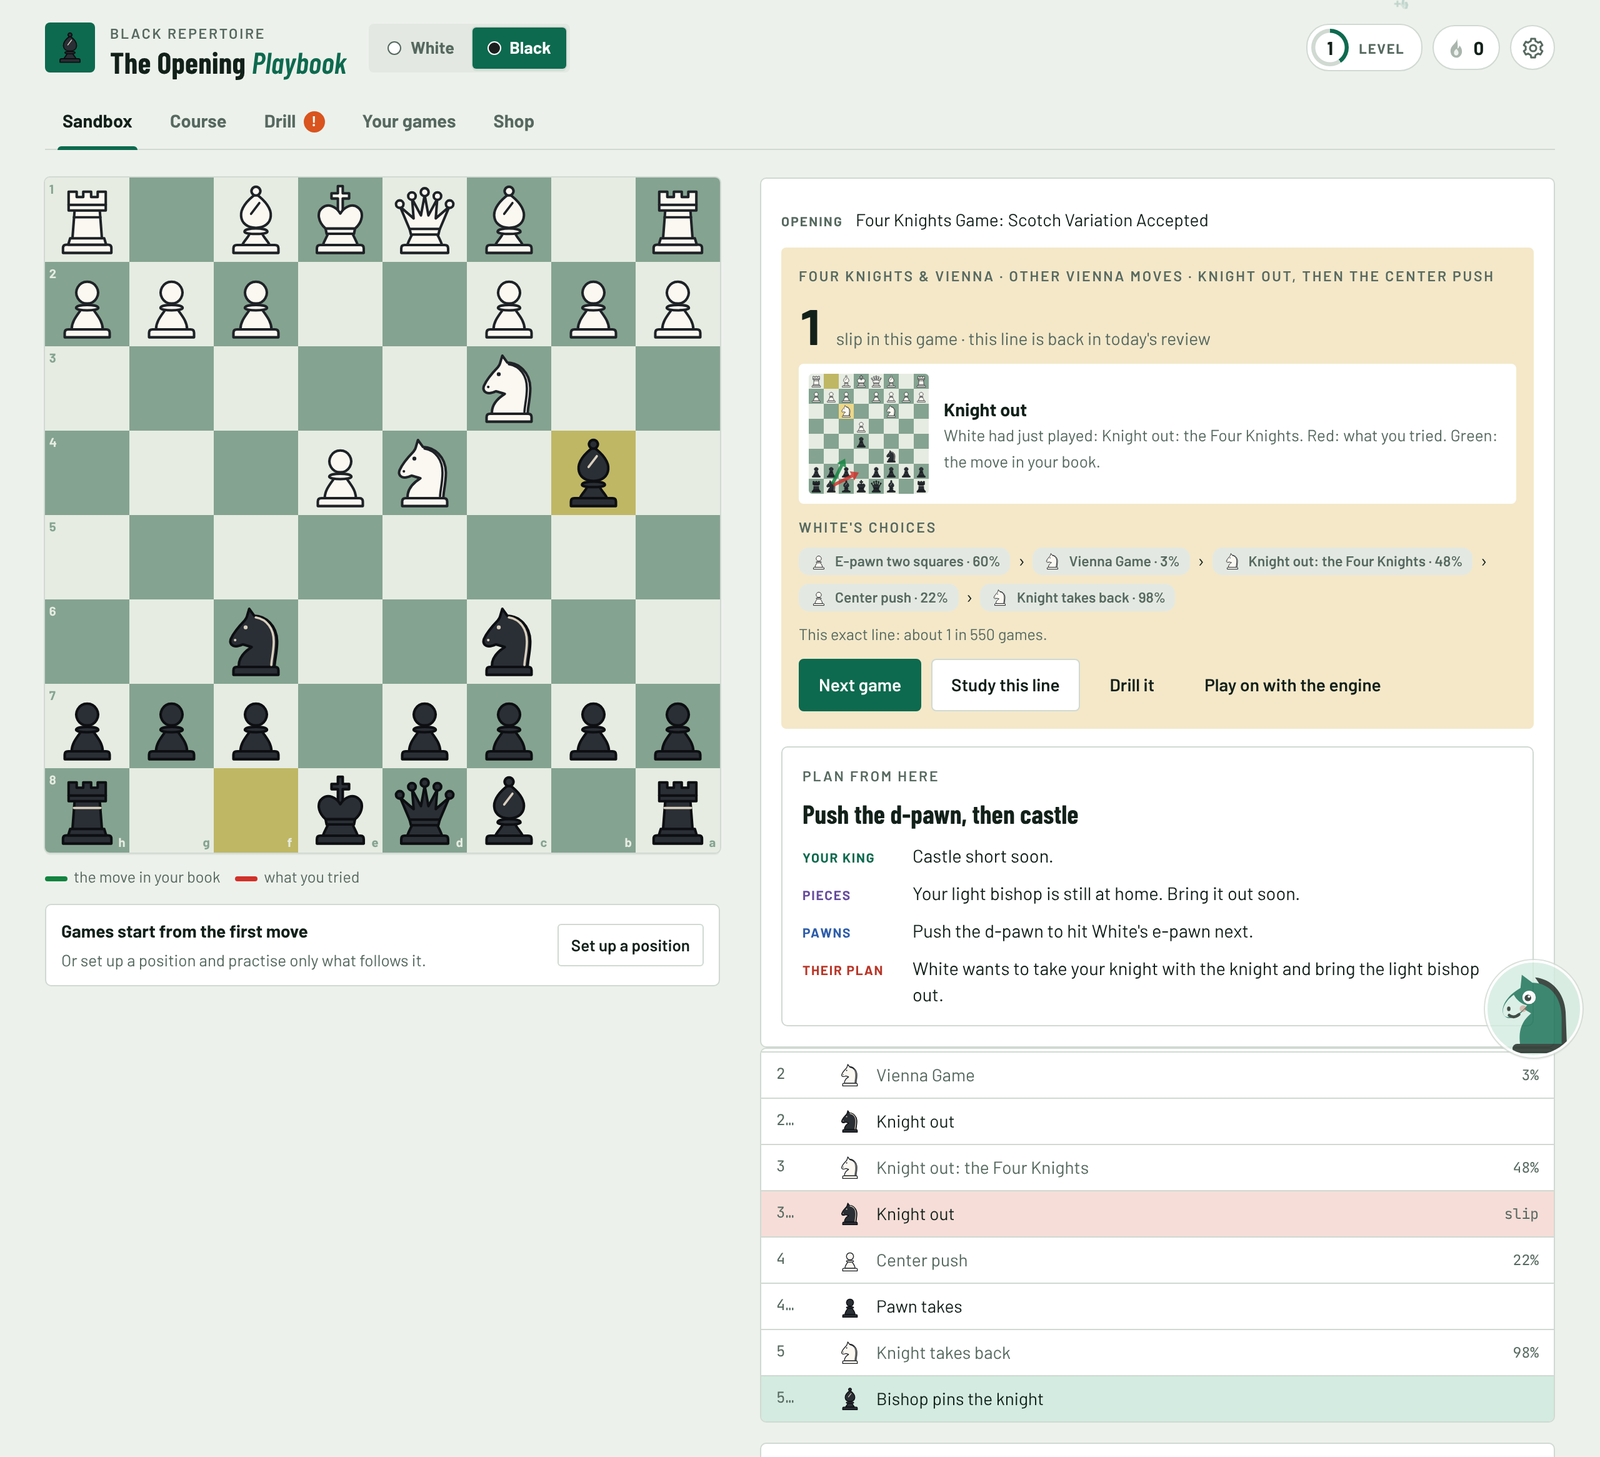 BLACK REPERTOIRE
The Opening Playbook
White
Black
1
LEVEL
0
Sandbox
Course
Drill
!
Your games
Shop
1
2
3
4
5
6
7
8
h
g
f
e
d
c
b
a
the move in your book
what you tried
Games start from the first move
Or set up a position and practise only what follows it.
Set up a position
OPENING Four Knights Game: Scotch Variation Accepted
FOUR KNIGHTS & VIENNA · OTHER VIENNA MOVES · KNIGHT OUT, THEN THE CENTER PUSH
1 slip in this game · this line is back in today's review
Knight out
White had just played: Knight out: the Four Knights. Red: what you tried. Green:
the move in your book.
WHITE'S CHOICES
E-pawn two squares · 60% › Vienna Game · 3% › Knight out: the Four Knights · 48% ›
Center push · 22% › Knight takes back · 98%
This exact line: about 1 in 550 games.
Next game
Study this line
Drill it
Play on with the engine
PLAN FROM HERE
Push the d-pawn, then castle
YOUR KING Castle short soon.
PIECES Your light bishop is still at home. Bring it out soon.
PAWNS Push the d-pawn to hit White's e-pawn next.
THEIR PLAN White wants to take your knight with the knight and bring the light bishop
out.
2 Vienna Game 3%
2… Knight out
3 Knight out: the Four Knights 48%
3… Knight out slip
4 Center push 22%
4… Pawn takes
5 Knight takes back 98%
5… Bishop pins the knight